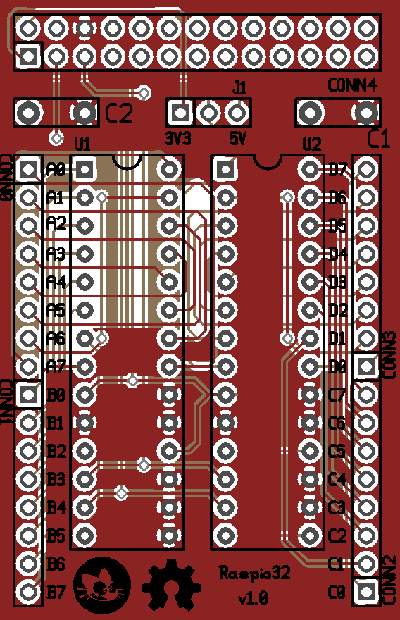 J1
CONN4
C2
3V3
5V
C1
U1
U2
CONN0
A0
D7
A1
D6
A2
D5
A3
D4
A4
D3
A5
D2
A6
D1
CONN3
A7
D0
CONN1
B0
C7
B1
C6
B2
C5
B3
C4
B4
C3
B5
C2
B6
C1
B7
C0
CONN2
Raspio32
v1.0